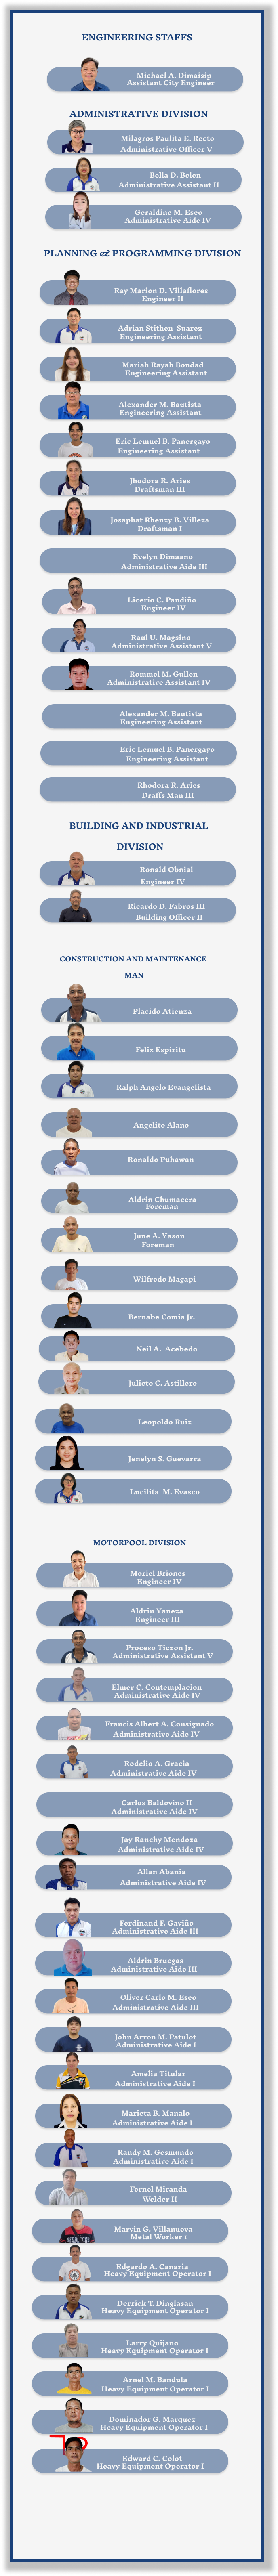 ENGINEERING STAFFS
Michael A. Dimaisip
Assistant City Engineer
ADMINISTRATIVE DIVISION
Milagros Paulita E. Recto
Administrative Officer V
Bella D. Belen
Administrative Assistant II
Geraldine M. Eseo
Administrative Aide IV
PLANNING & PROGRAMMING DIVISION
Ray Marion D. Villaflores
Engineer II
Adrian Stithen Suarez
Engineering Assistant
Mariah Rayah Bondad
Engineering Assistant
Alexander M. Bautista
Engineering Assistant
Eric Lemuel B. Panergayo
Engineering Assistant
Jhodora R. Aries
Draftsman III
Josaphat Rhenzy B. Villeza
Draftsman I
Evelyn Dimaano
Administrative Aide III
Licerio C. Pandiño
Engineer IV
Raul U. Magsino
Administrative Assistant V
Rommel M. Gullen
Administrative Assistant IV
Alexander M. Bautista
Engineering Assistant
Eric Lemuel B. Panergayo
Engineering Assistant
Rhodora R. Aries
Draffs Man III
BUILDING AND INDUSTRIAL
DIVISION
Ronald Obnial
Engineer IV
Ricardo D. Fabros III
Building Officer II
CONSTRUCTION AND MAINTENANCE
MAN
Placido Atienza
Felix Espiritu
Ralph Angelo Evangelista
Angelito Alano
Ronaldo Puhawan
Aldrin Chumacera
Foreman
June A. Yason
Foreman
Wilfredo Magapi
Bernabe Comia Jr.
Neil A. Acebedo
Julieto C. Astillero
Leopoldo Ruiz
Jenelyn S. Guevarra
Lucilita M. Evasco
MOTORPOOL DIVISION
Moriel Briones
Engineer IV
Aldrin Yaneza
Engineer III
Proceso Ticzon Jr.
Administrative Assistant V
Elmer C. Contemplacion
Administrative Aide IV
Francis Albert A. Consignado
Administrative Aide IV
Rodelio A. Gracia
Administrative Aide IV
Carlos Baldovino II
Administrative Aide IV
Jay Ranchy Mendoza
Administrative Aide IV
Allan Abania
Administrative Aide IV
Ferdinand F. Gaviño
Administrative Aide III
Aldrin Bruegas
Administrative Aide III
Oliver Carlo M. Eseo
Administrative Aide III
John Arron M. Patulot
Administrative Aide I
Amelia Titular
Administrative Aide I
Marieta B. Manalo
Administrative Aide I
Randy M. Gesmundo
Administrative Aide I
Fernel Miranda
Welder II
Marvin G. Villanueva
Metal Worker 1
Edgardo A. Canaria
Heavy Equipment Operator I
Derrick T. Dinglasan
Heavy Equipment Operator I
Larry Quijano
Heavy Equipment Operator I
Arnel M. Bandula
Heavy Equipment Operator I
Dominador G. Marquez
Heavy Equipment Operator I
Edward C. Colot
Heavy Equipment Operator I